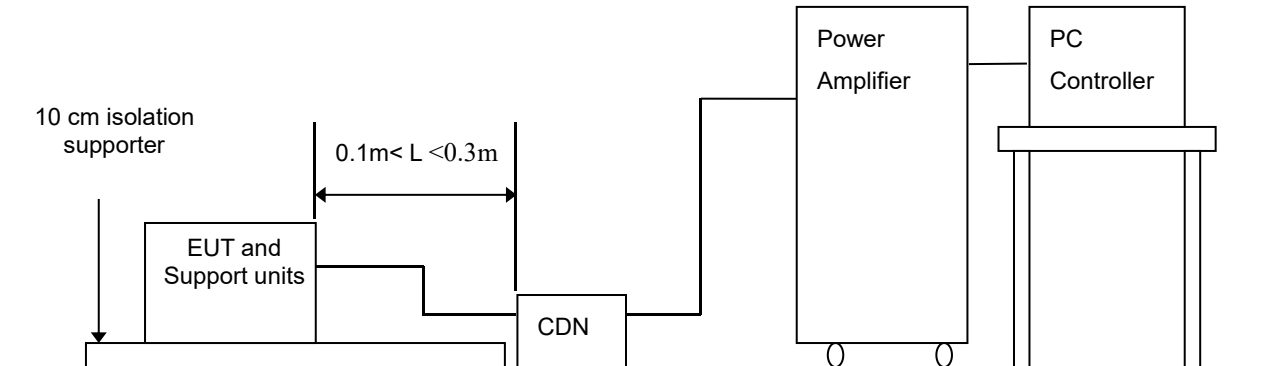 Power
Amplifier
PC
Controller
10 cm isolation
supporter
0.1m< L <0.3m
EUT and
Support units
CDN